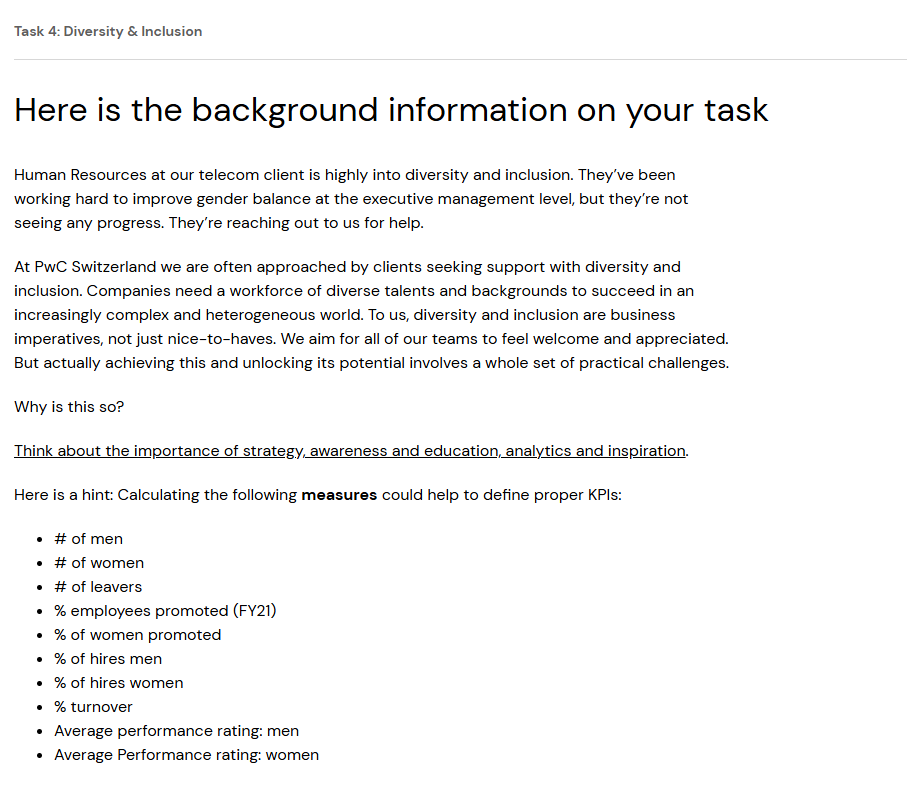 Task 4: Diversity & Inclusion
Here is the background information on your task
Human Resources at our telecom client is highly into diversity and inclusion. They’ve been
working hard to improve gender balance at the executive management level, but they’re not
seeing any progress. They’re reaching out to us for help.
At PwC Switzerland we are often approached by clients seeking support with diversity and
inclusion. Companies need a workforce of diverse talents and backgrounds to succeed in an
increasingly complex and heterogeneous world. To us, diversity and inclusion are business
imperatives, not just nice-to-haves. We aim for all of our teams to feel welcome and appreciated.
But actually achieving this and unlocking its potential involves a whole set of practical challenges.
Why is this so?
Think about the importance of strategy, awareness and education, analytics and inspiration.
Here is a hint: Calculating the following measures could help to define proper KPIs:
• # of men
• # of women
• # of leavers
• % employees promoted (FY21)
• % of women promoted
• % of hires men
• % of hires women
• % turnover
• Average performance rating: men
• Average Performance rating: women